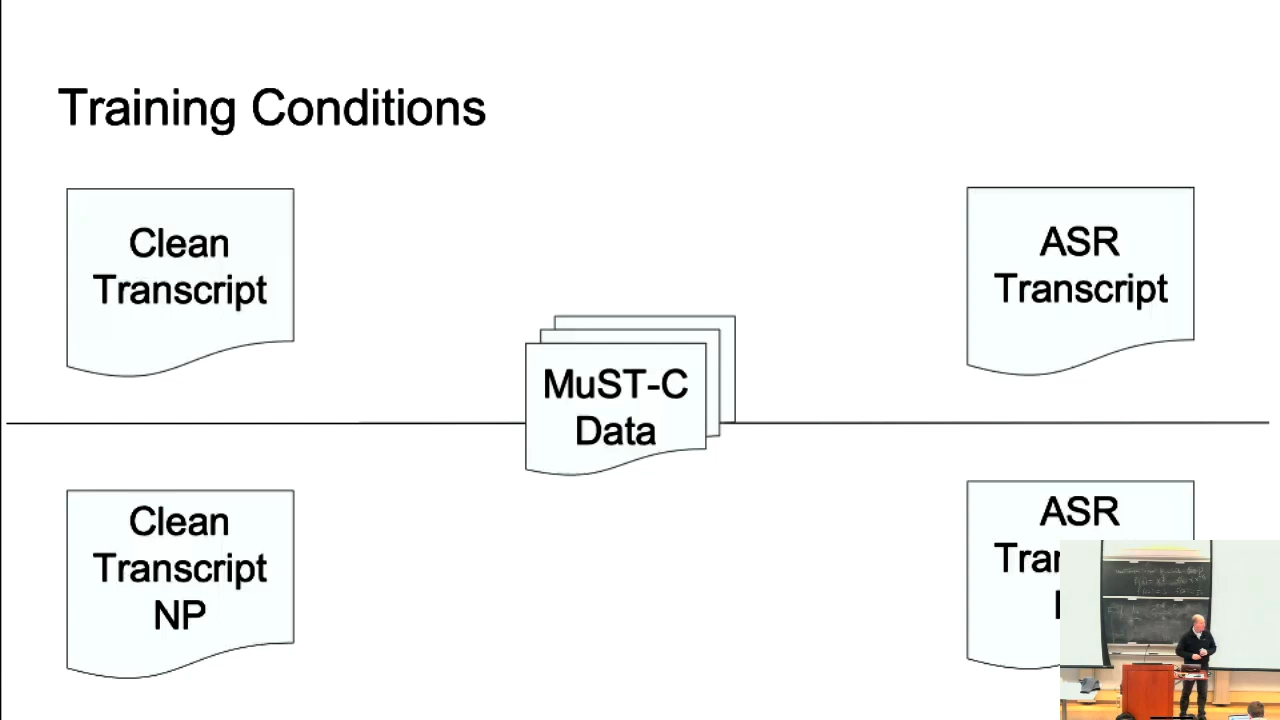 Training Conditions
Clean
Transcript
ASR
Transcript
MuST-C
Data
Clean
Transcript
NP
ASR